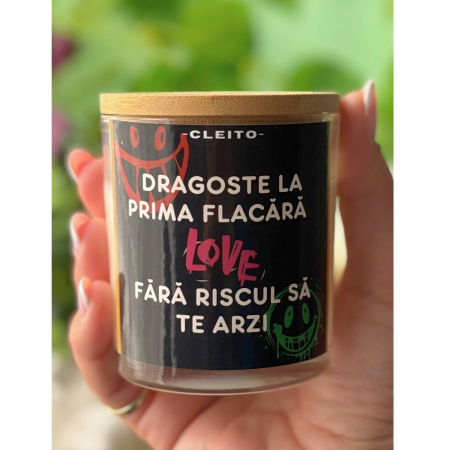 -CLEITO-
DRAGOSTE LA
PRIMA FLACĂRĂ
LOVE
FĂRĂ RISCUL SĂ
TE ARZI